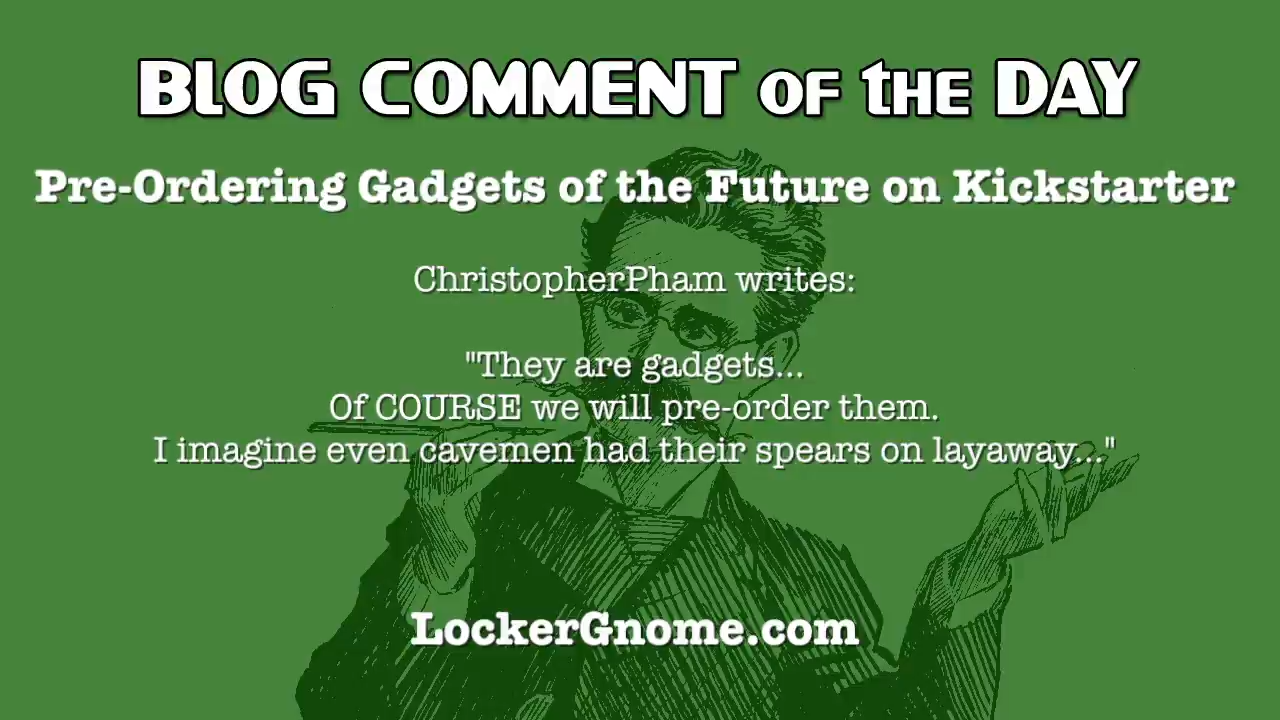 BLOG COMMENT OF THE DAY
Pre-Ordering Gadgets of the Future on Kickstarter
ChristopherPham writes:
"They are gadgets...
Of COURSE we will pre-order them.
I imagine even cavemen had their spears on layaway..."
LockerGnome.com